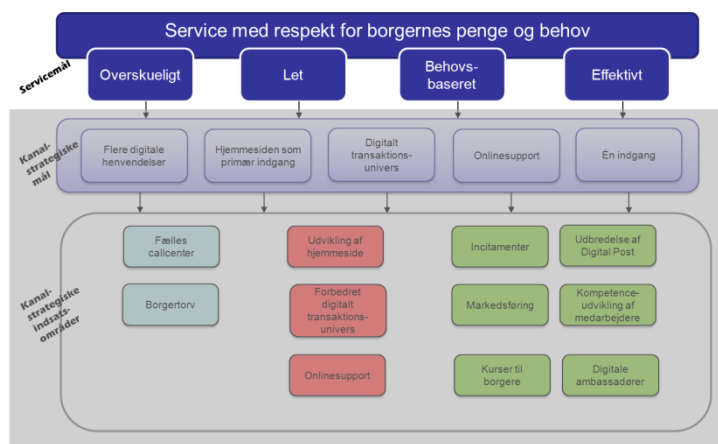 Service med respekt for borgernes penge og behov
Servicemål
Overskueligt
Let
Behovs-
baseret
Effektivt
Kanal-
strategiske
mål
Flere digitale
henvendelser
Hjemmesiden som
primær indgang
Digitalt
transaktions-
univers
Onlinesupport
Én indgang
Kanal-
strategiske
indsats-
områder
Fælles
callcenter
Udvikling af
hjemmeside
Incitamenter
Udbredelse af
Digital Post
Borgertorv
Forbedret
digitalt
transaktions-
univers
Markedsføring
Kompetence-
udvikling af
medarbejdere
Onlinesupport
Kurser til
borgere
Digitale
ambassadører